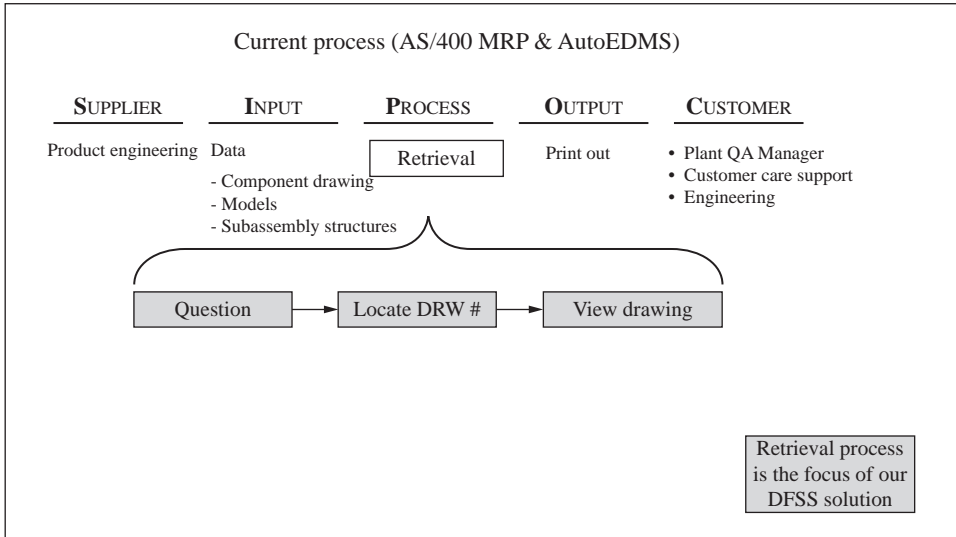 Current process (AS/400 MRP & AutoEDMS)
SUPPLIER
INPUT
PROCESS
OUTPUT
CUSTOMER
Product engineering
Data
- Component drawing
- Models
- Subassembly structures
Retrieval
Print out
• Plant QA Manager
• Customer care support
• Engineering
Question
Locate DRW #
View drawing
Retrieval process
is the focus of our
DFSS solution